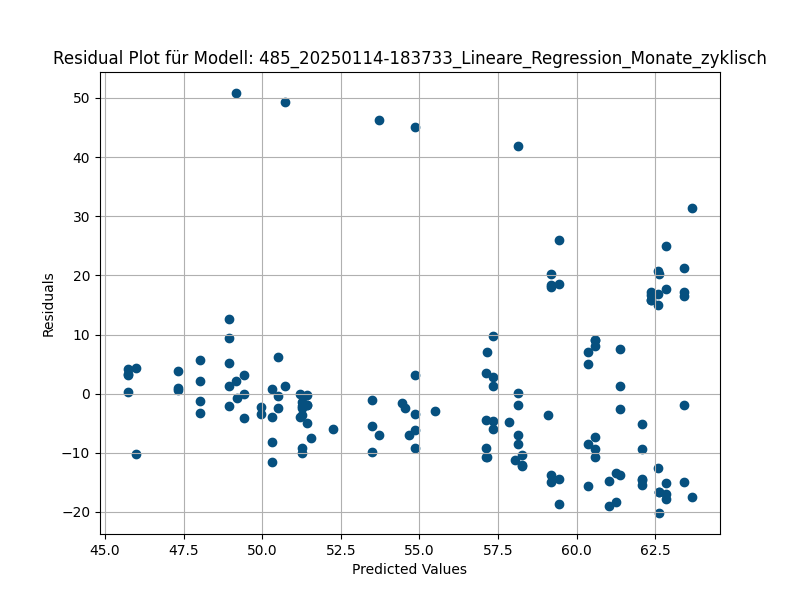 Residual Plot für Modell: 485_20250114-183733_Lineare_Regression_Monate_zyklisch
50
40
30
20
10
0
−10
−20
Residuals
45.0 47.5 50.0 52.5 55.0 57.5 60.0 62.5
Predicted Values